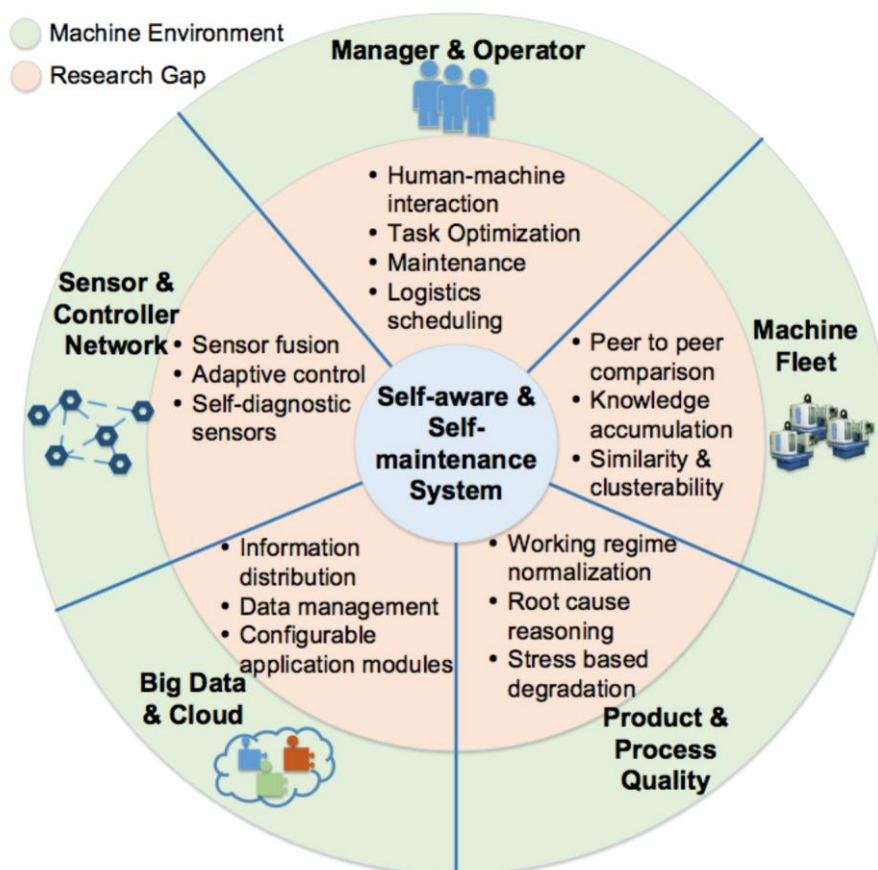 Machine Environment
Research Gap
Manager & Operator
• Human-machine
interaction
• Task Optimization
• Maintenance
• Logistics
scheduling
Sensor &
Controller
Network
• Sensor fusion
• Adaptive control
• Self-diagnostic
sensors
Machine
Fleet
• Peer to peer
comparison
• Knowledge
accumulation
• Similarity &
clusterability
Self-aware &
Self-
maintenance
System
• Information
distribution
• Data management
• Configurable
application modules
Big Data
& Cloud
• Working regime
normalization
• Root cause
reasoning
• Stress based
degradation
Product &
Process
Quality